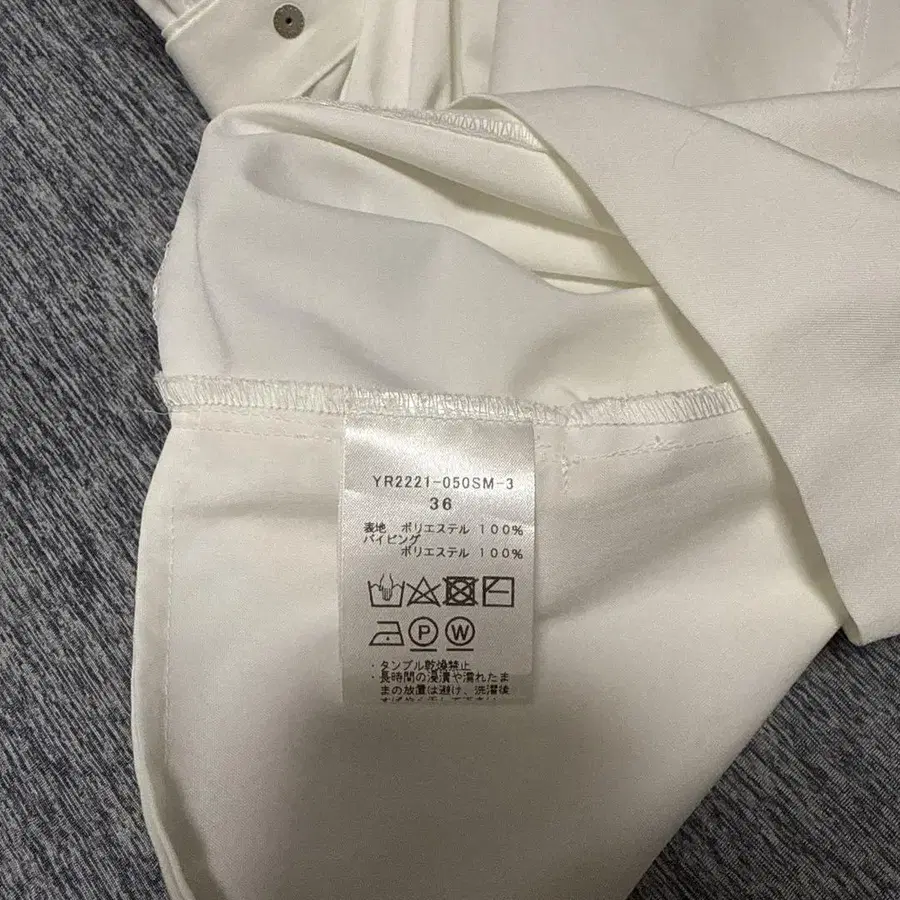 YR2221-050SM-3
36
表地 ポリエステル 100%
パイピング
ポリエステル 100%
P W
・タンブル乾燥禁止
・長時間の浸漬や濡れたま
まの放置は避け、洗濯後